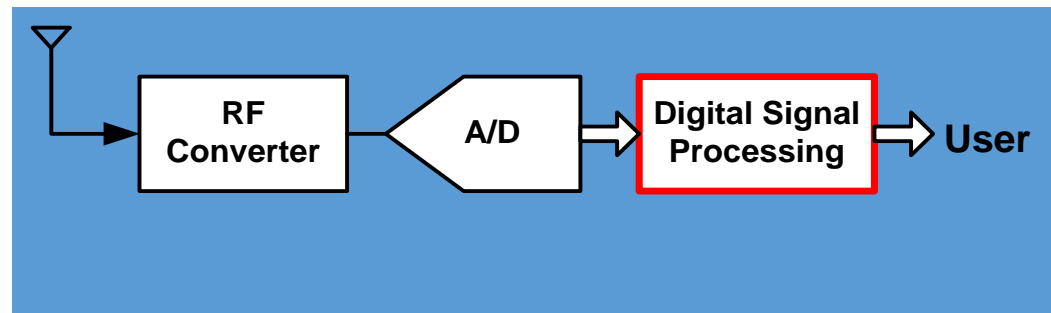 RF
Converter
A/D
Digital Signal
Processing
User